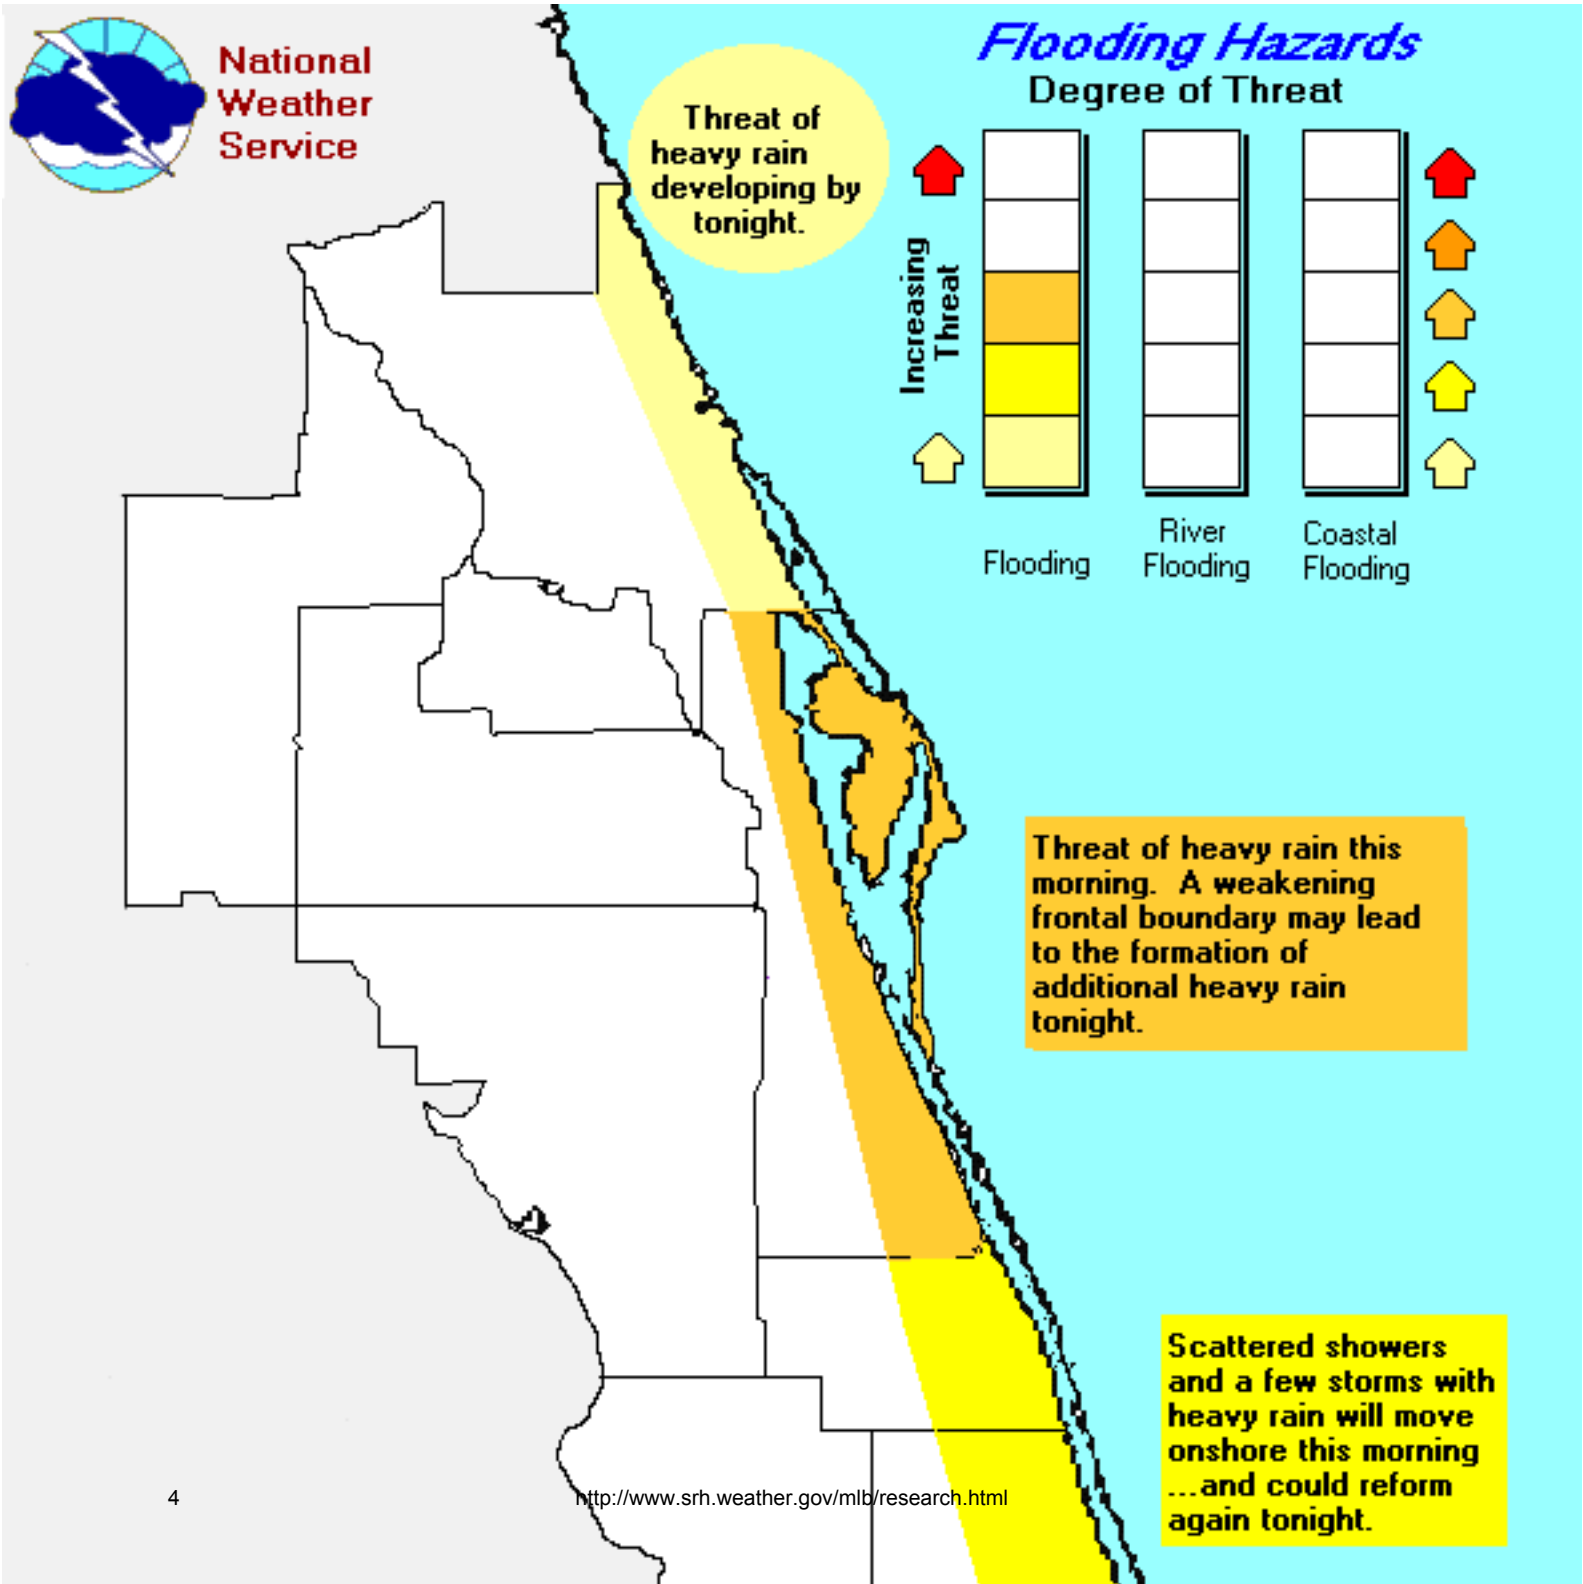 National
Weather
Service
Threat of
heavy rain
developing by
tonight.
Flooding Hazards
Degree of Threat
Increasing
Threat
Flooding
River
Flooding
Coastal
Flooding
Threat of heavy rain this
morning. A weakening
frontal boundary may lead
to the formation of
additional heavy rain
tonight.
Scattered showers
and a few storms with
heavy rain will move
onshore this morning
...and could reform
again tonight.
4
http://www.srh.weather.gov/mlb/research.html